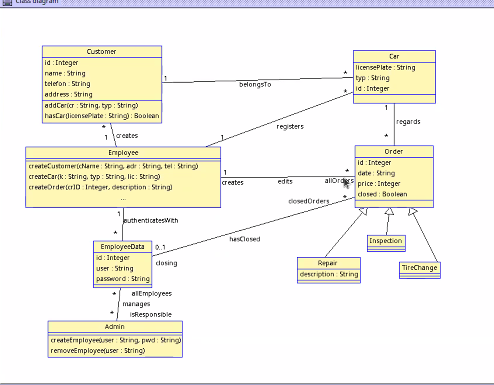 Class diagram
Customer
id : Integer
name : String
telefon : String
address : String
addCar(cr : String, typ : String)
hasCar(licensePlate : String) : Boolean
Car
licensePlate : String
typ : String
id : Integer
1
belongsTo
*
*
creates
1
1
registers
*
1
regards
*
Employee
createCustomer(cName : String, adr : String, tel : String)
createCar(k : String, typ : String, lic : String)
createOrder(crID : Integer, description : String)
...
1
creates
edits
allOrders
*
Order
id : Integer
date : String
price : Integer
closed : Boolean
1
authenticatesWith
*
closedOrders
*
hasClosed
0..1
closing
EmployeeData
id : Integer
user : String
password : String
Inspection
Repair
description : String
TireChange
*
allEmployees
manages
*
isResponsible
Admin
createEmployee(user : String, pwd : String)
removeEmployee(user : String)